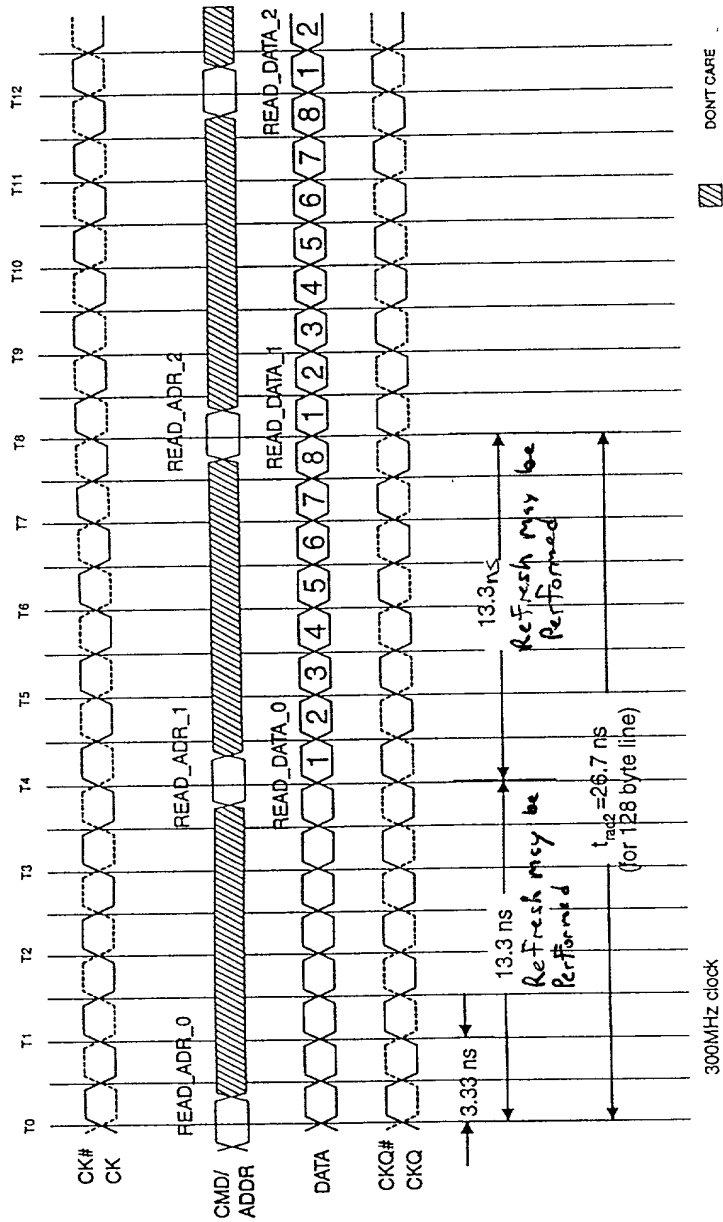 T0 T1 T2 T3 T4 T5 T6 T7 T8 T9 T10 T11 T12
CK#
CK
READ_ADR_0 READ_ADR_1 READ_ADR_2
CMD/
ADDR
READ_DATA_0 READ_DATA_1 READ_DATA_2
DATA 1 2 3 4 5 6 7 8 1 2 3 4 5 6 7 8 1 2
CKQ#
CKQ
3.33 ns
13.3 ns
Refresh may be
Performed
13.3ns
Refresh may be
Performed
trac2 =26.7 ns
(for 128 byte line)
300MHz clock
DON'T CARE